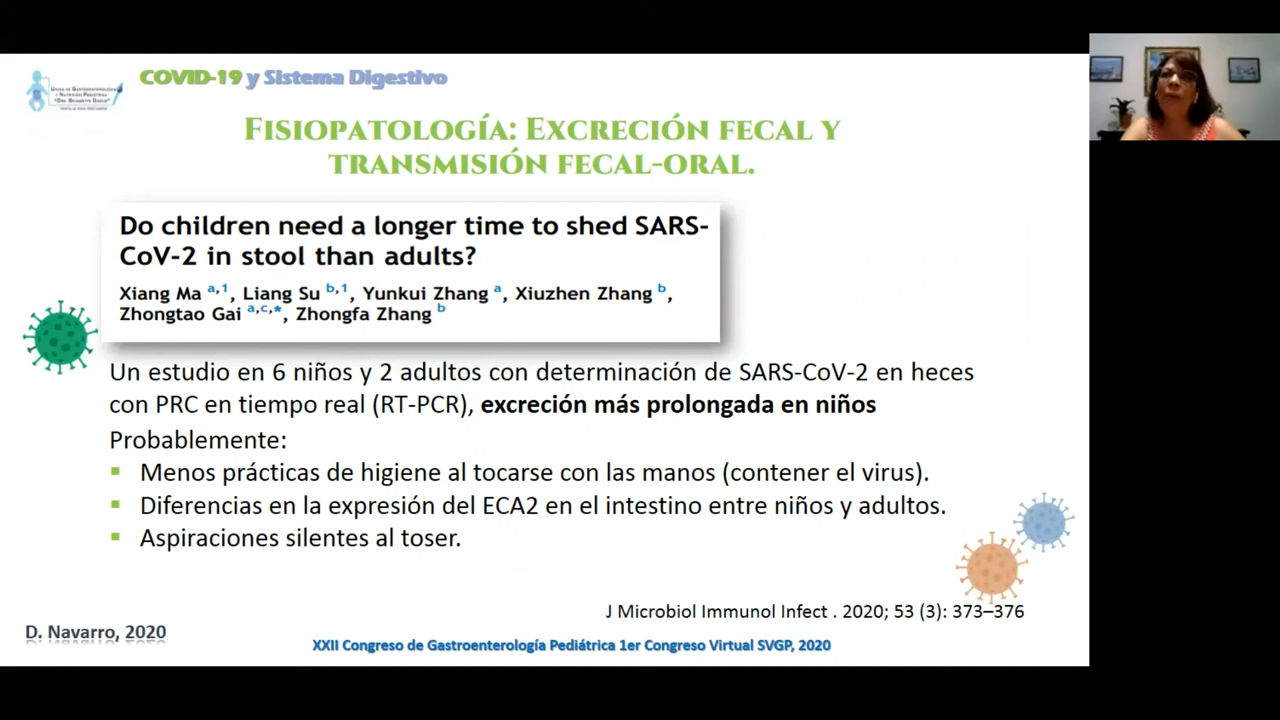 COVID-19 y Sistema Digestivo
UNIDAD DE GASTROENTEROLOGÍA
Y NUTRICIÓN PEDIÁTRICA
FISIOPATOLOGÍA: EXCRECIÓN FECAL Y
TRANSMISIÓN FECAL-ORAL.
Do children need a longer time to shed SARS-
CoV-2 in stool than adults?
Xiang Ma a,1, Liang Su b,1, Yunkui Zhang a, Xiuzhen Zhang b,
Zhongtao Gai a,c,*, Zhongfa Zhang b
Un estudio en 6 niños y 2 adultos con determinación de SARS-CoV-2 en heces
con PRC en tiempo real (RT-PCR), excreción más prolongada en niños
Probablemente:
▪ Menos prácticas de higiene al tocarse con las manos (contener el virus).
▪ Diferencias en la expresión del ECA2 en el intestino entre niños y adultos.
▪ Aspiraciones silentes al toser.
J Microbiol Immunol Infect . 2020; 53 (3): 373–376
D. Navarro, 2020
XXII Congreso de Gastroenterología Pediátrica 1er Congreso Virtual SVGP, 2020